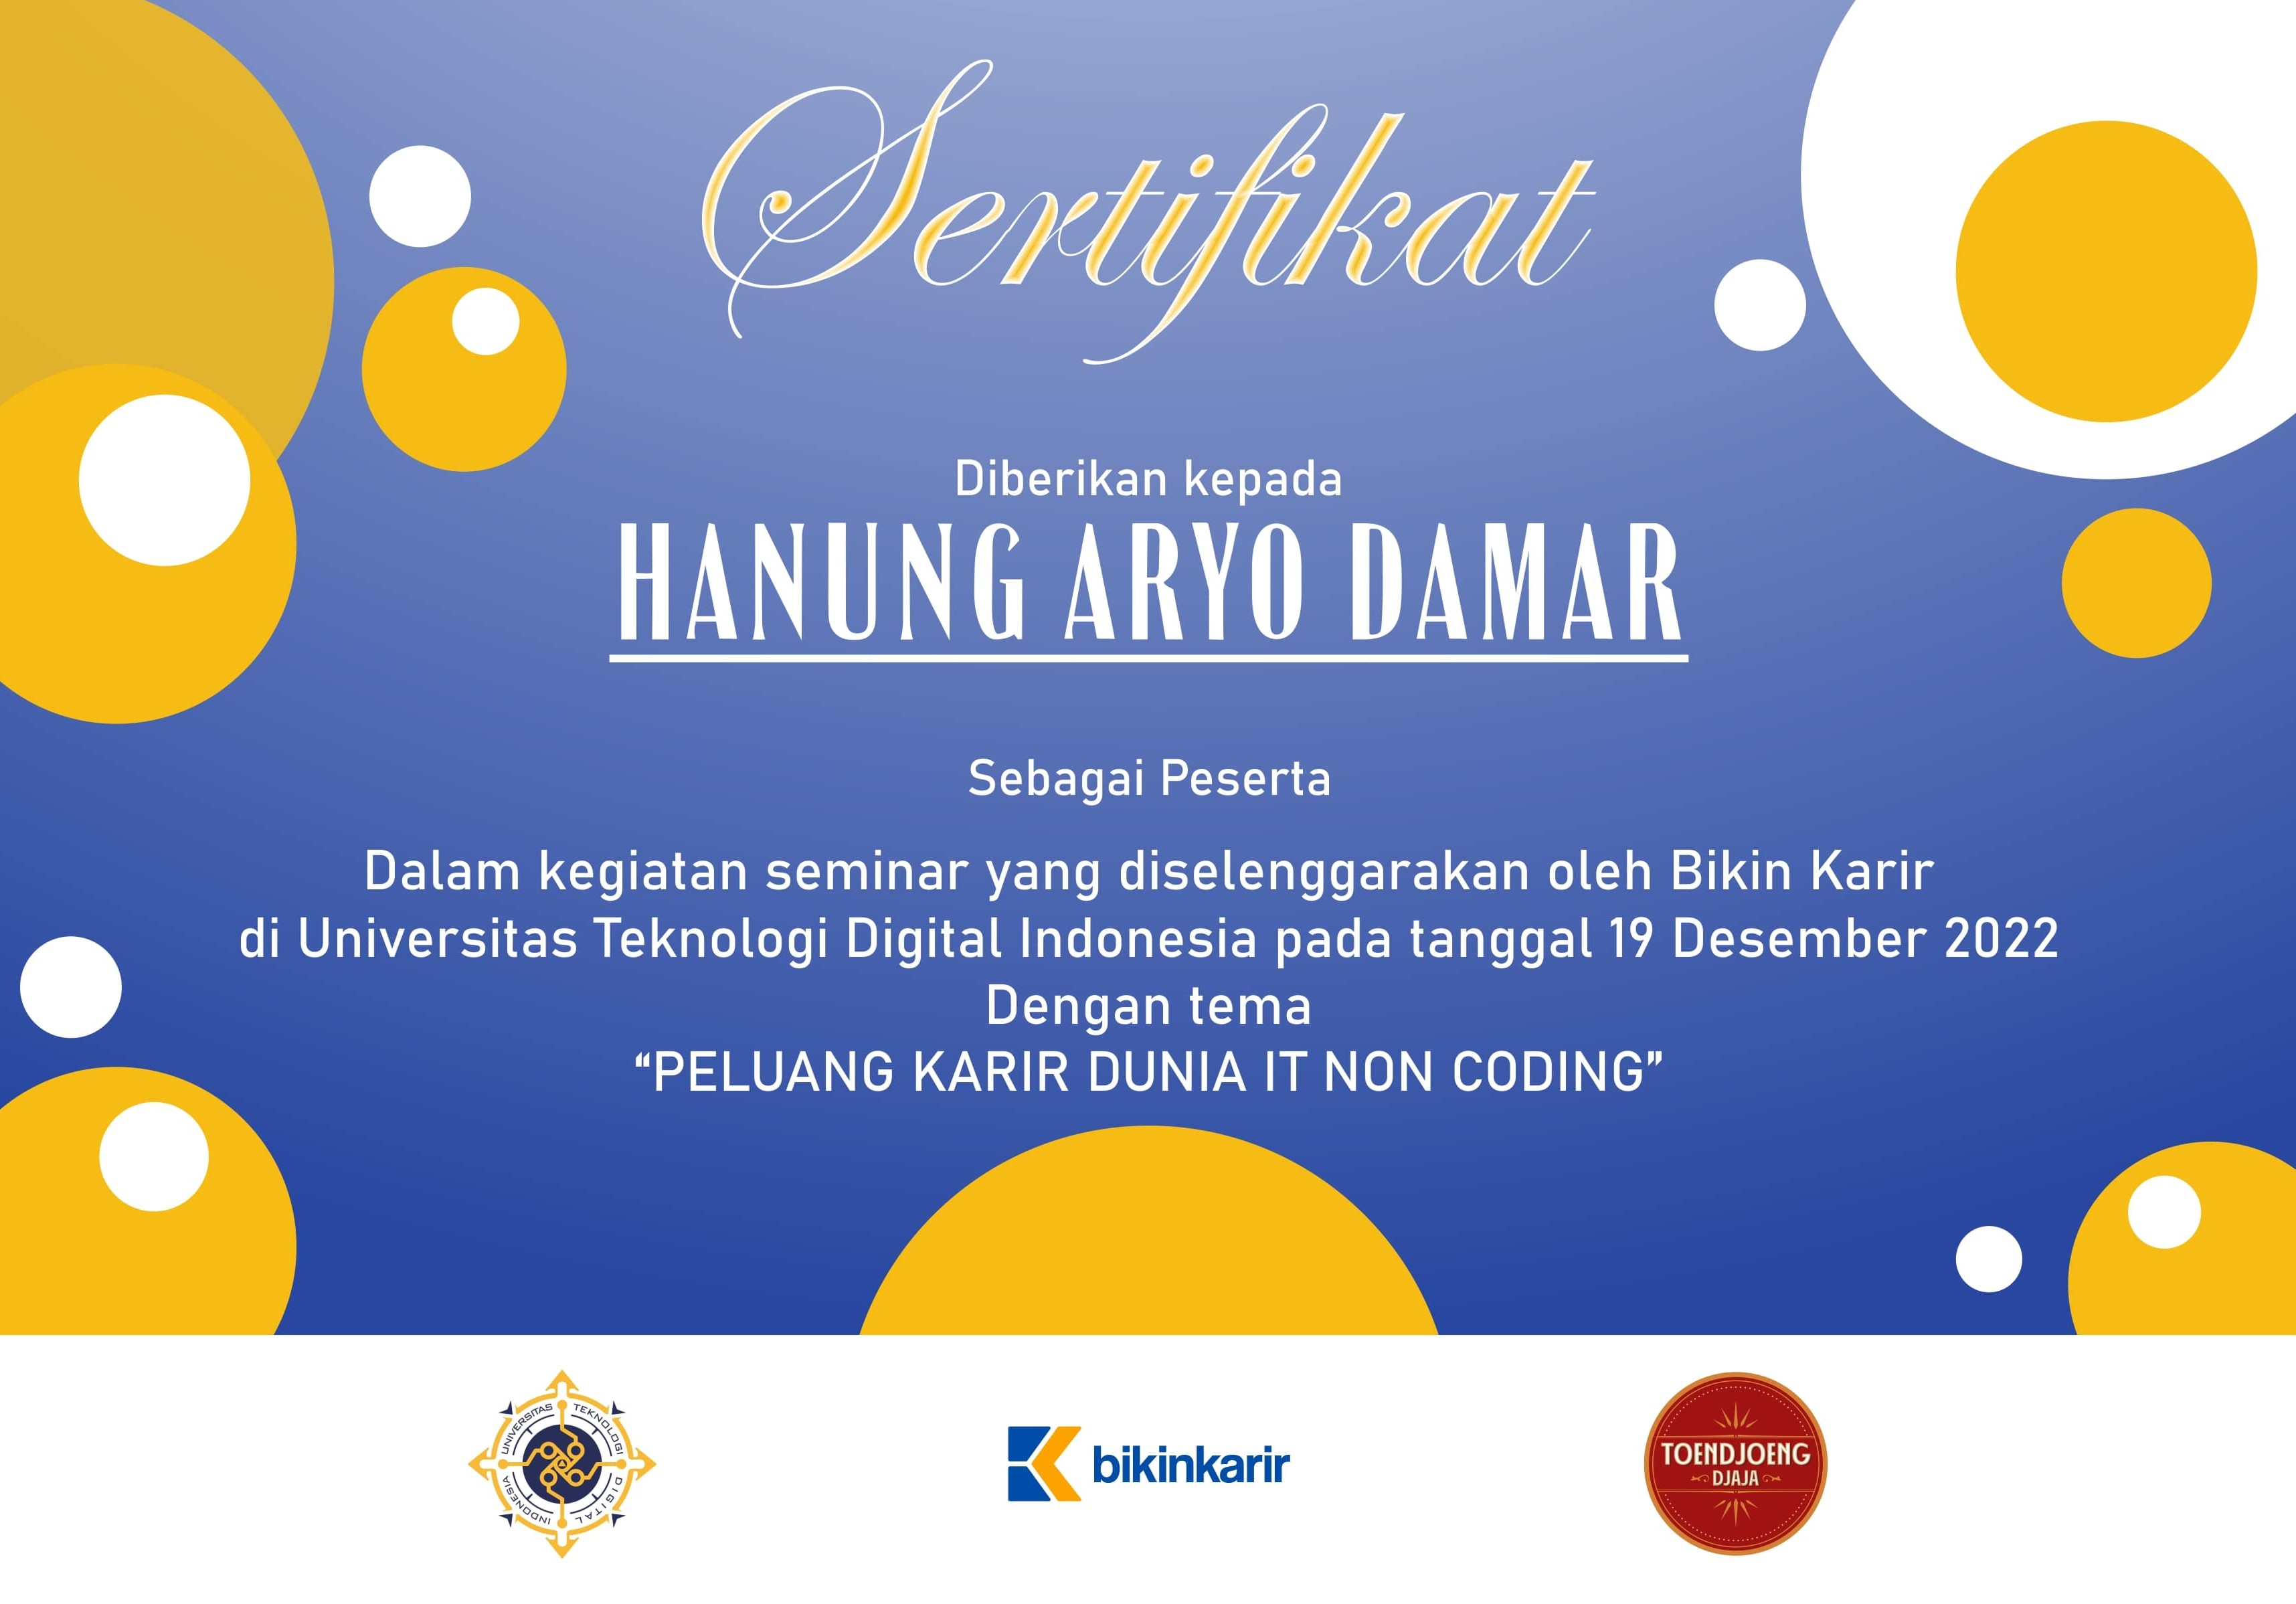 Sertifikat
Diberikan kepada
HANUNG ARYO DAMAR
Sebagai Peserta
Dalam kegiatan seminar yang diselenggarakan oleh Bikin Karir
di Universitas Teknologi Digital Indonesia pada tanggal 19 Desember 2022
Dengan tema
“PELUANG KARIR DUNIA IT NON CODING”
UNIVERSITAS TEKNOLOGI DIGITAL INDONESIA
bikinkarir
TOENDJOENG
DJAJA